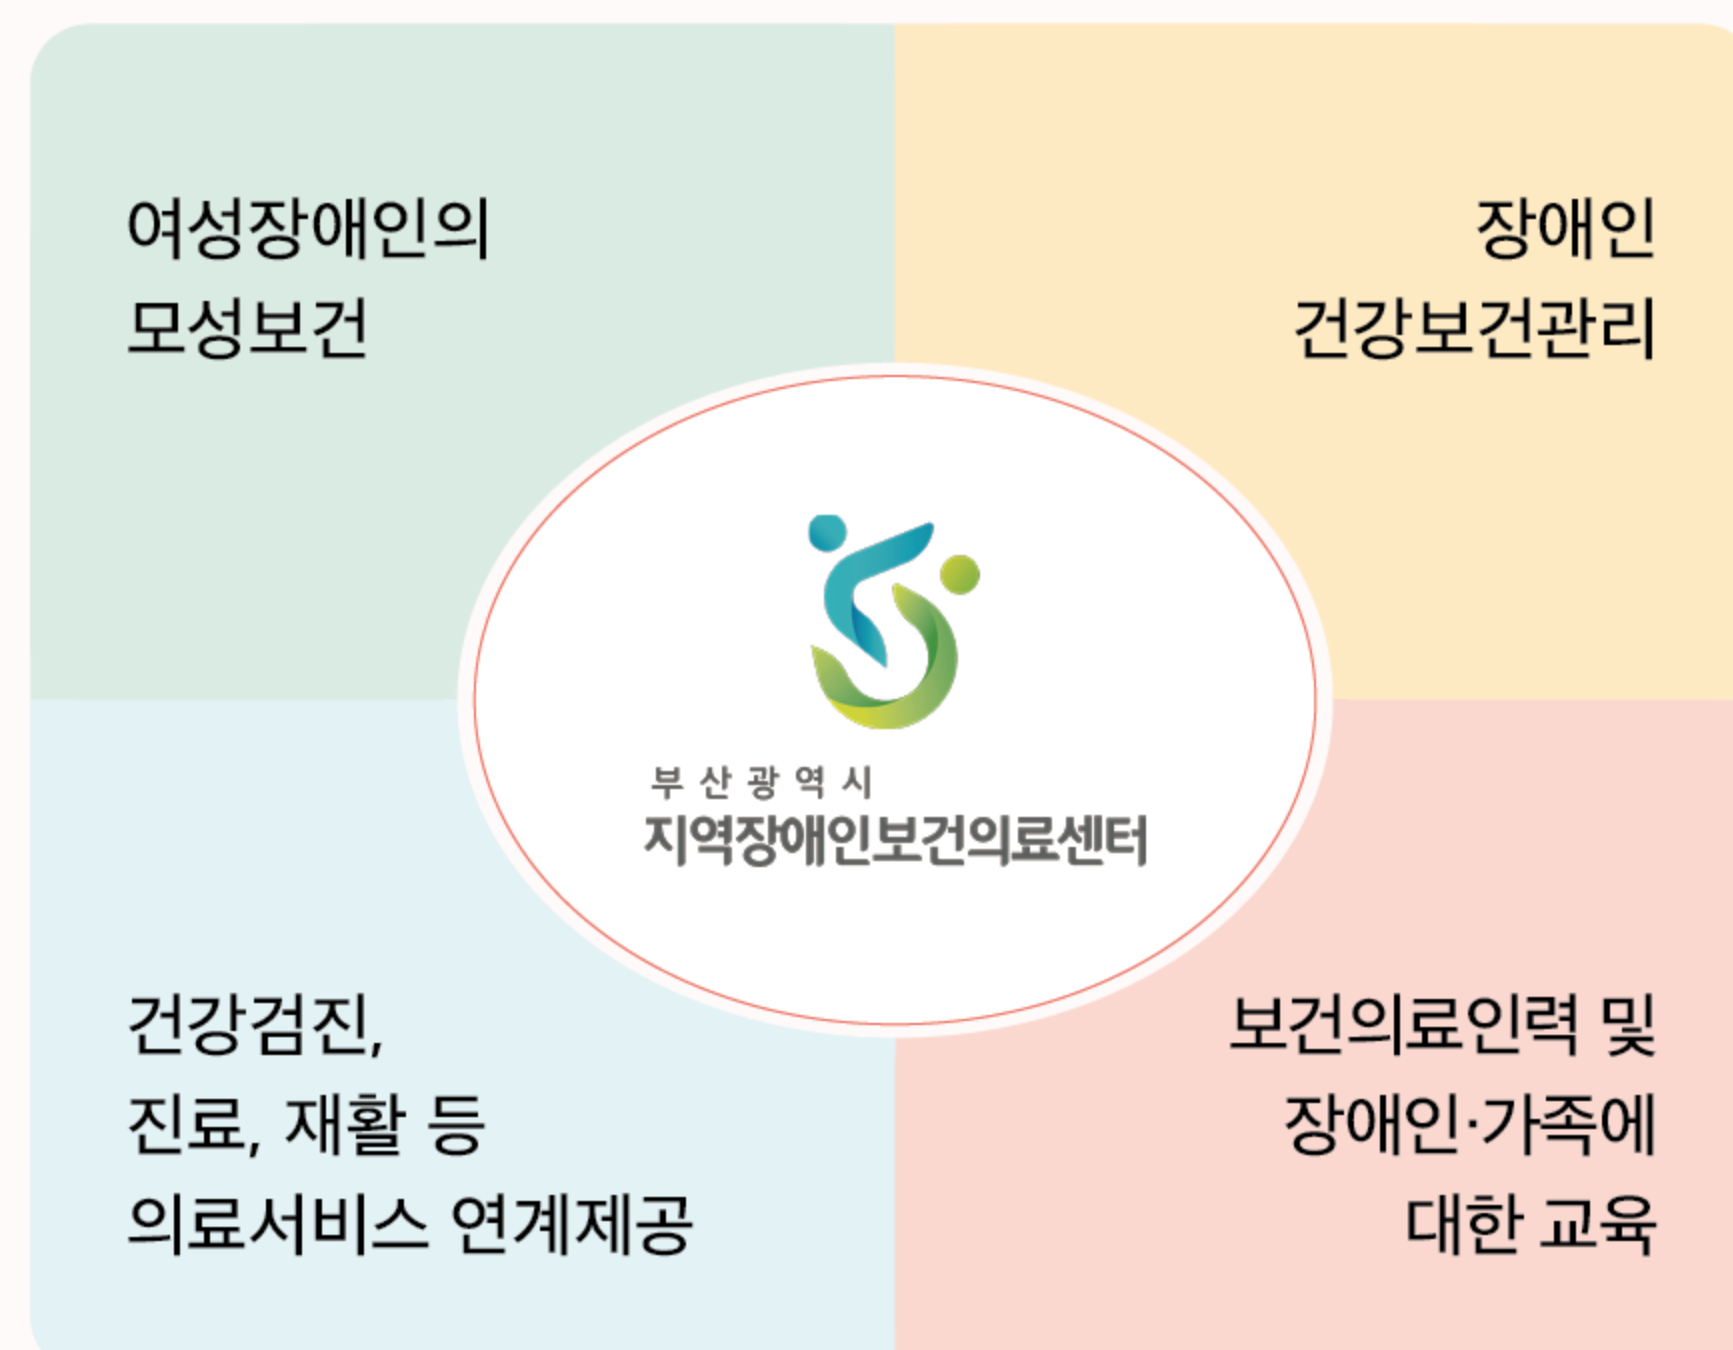 여성장애인의
모성보건
장애인
건강보건관리
부산광역시
지역장애인보건의료센터
건강검진,
진료, 재활 등
의료서비스 연계제공
보건의료인력 및
장애인·가족에
대한 교육